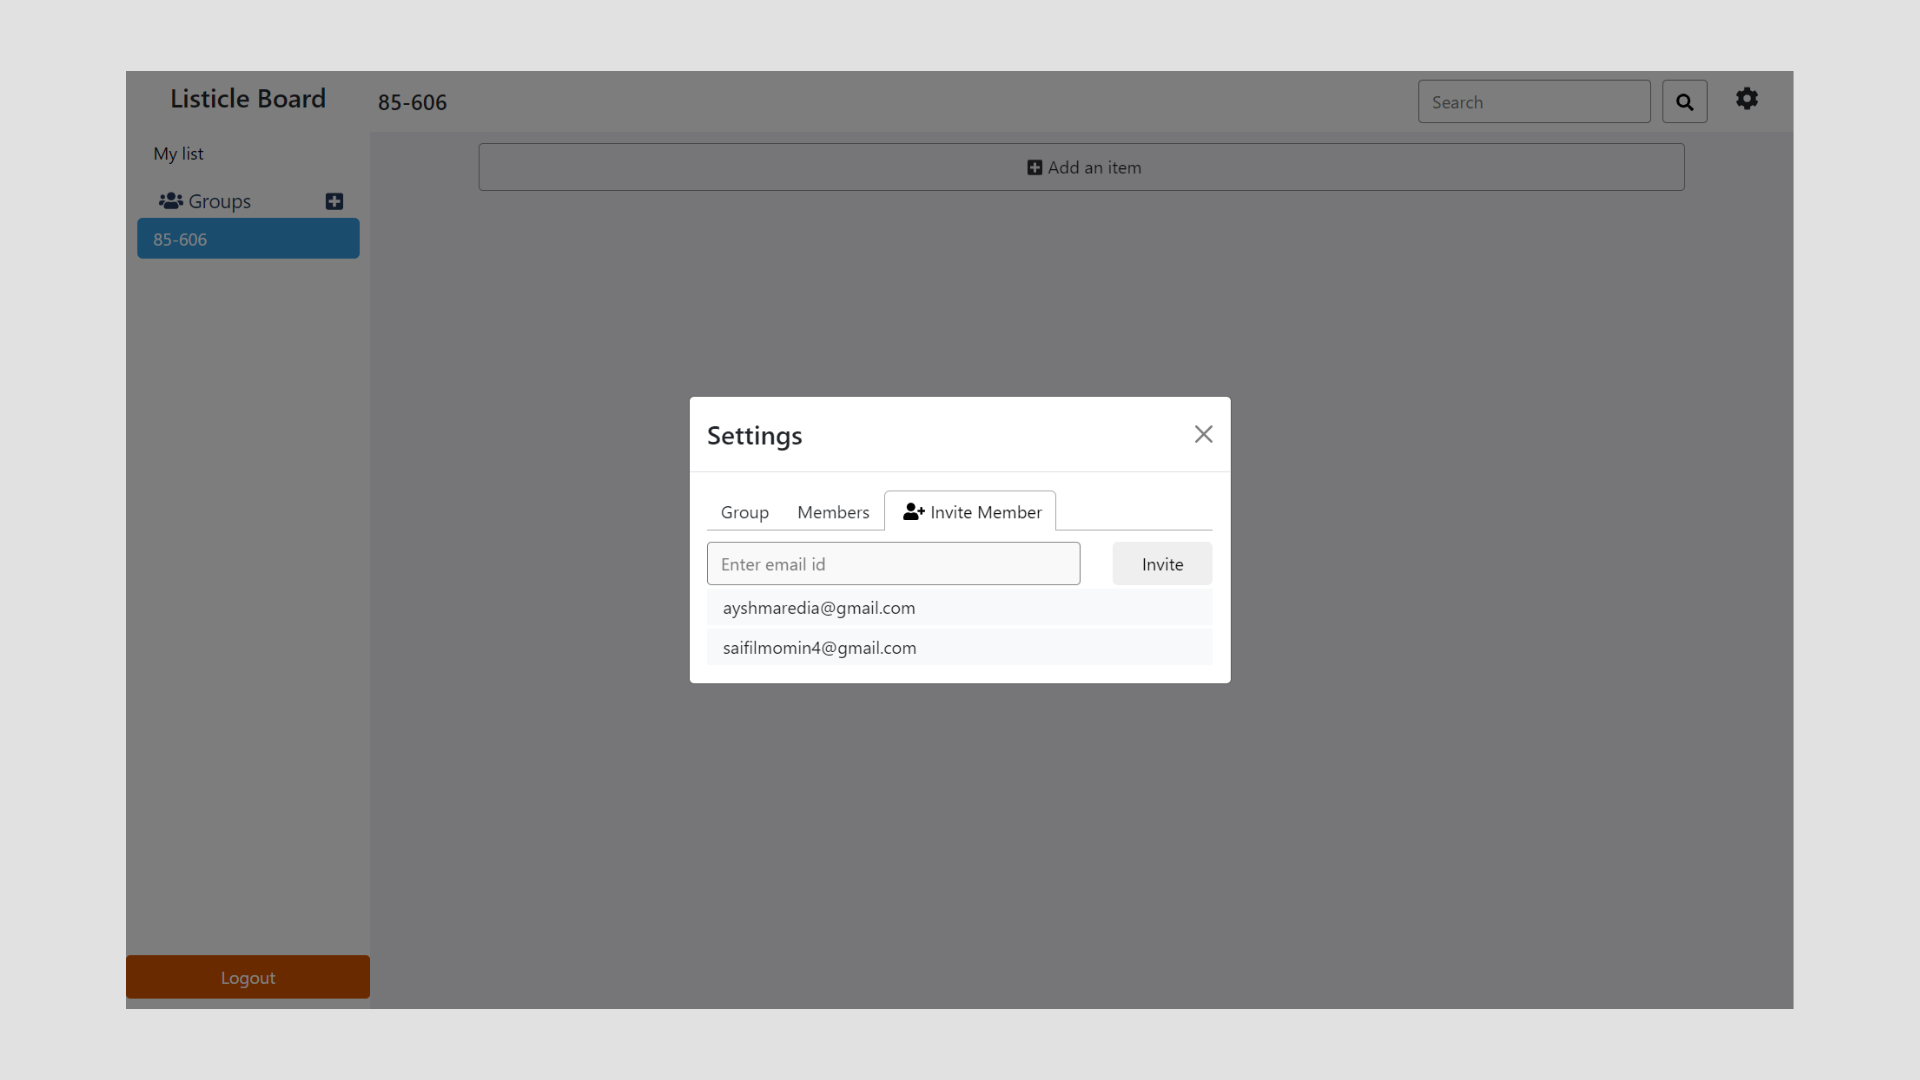 Listicle Board
85-606
Search
My list
Groups
85-606
Add an item
Settings
Group
Members
Invite Member
Enter email id
Invite
ayshmaredia@gmail.com
saifilmomin4@gmail.com
Logout